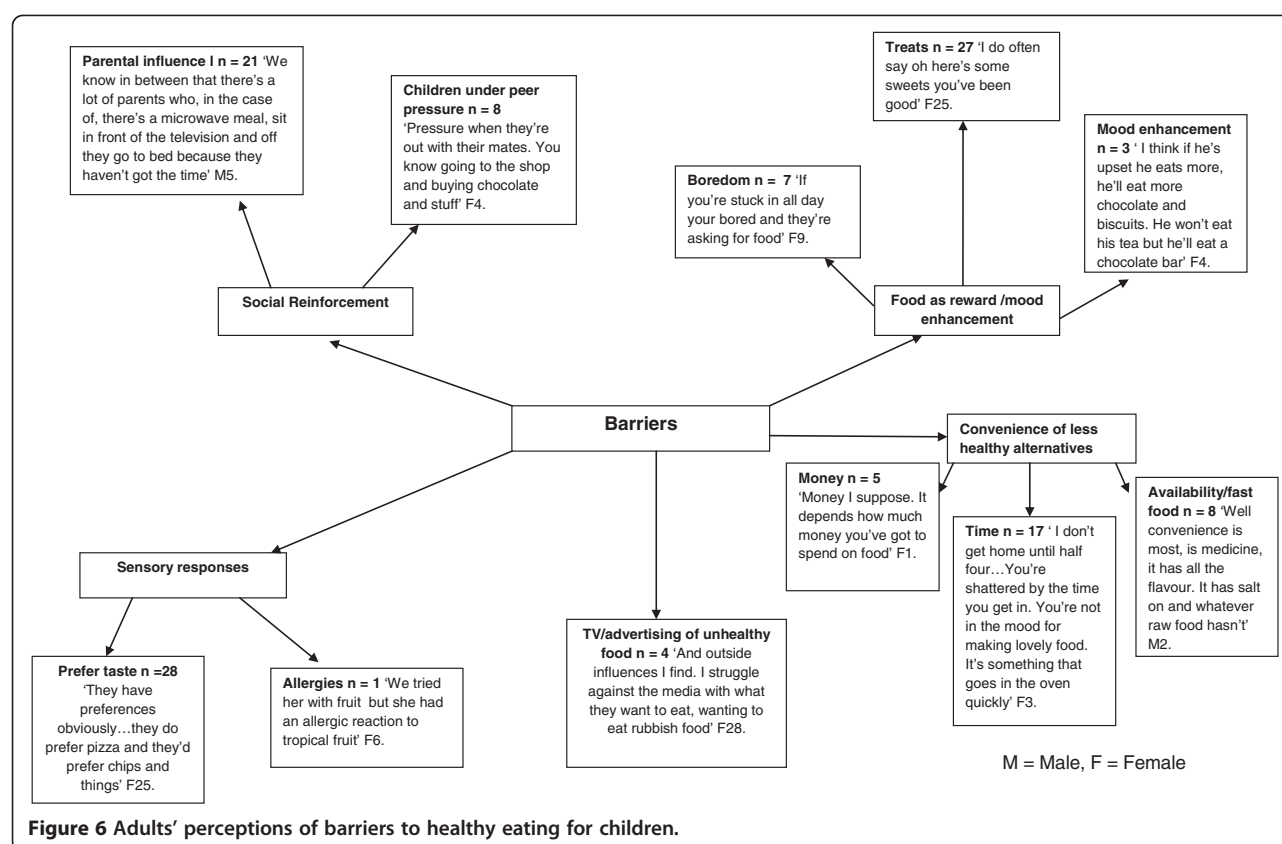 Parental influence I n = 21 'We
know in between that there's a
lot of parents who, in the case
of, there's a microwave meal, sit
in front of the television and off
they go to bed because they
haven't got the time' M5.
Children under peer
pressure n = 8
'Pressure when they're
out with their mates. You
know going to the shop
and buying chocolate
and stuff' F4.
Treats n = 27 'I do often
say oh here's some
sweets you've been
good' F25.
Mood enhancement
n = 3 ' I think if he's
upset he eats more,
he'll eat more
chocolate and
biscuits. He won't eat
his tea but he'll eat a
chocolate bar' F4.
Boredom n = 7 'If
you're stuck in all day
your bored and they're
asking for food' F9.
Social Reinforcement
Food as reward /mood
enhancement
Barriers
Convenience of less
healthy alternatives
Money n = 5
'Money I suppose. It
depends how much
money you've got to
spend on food' F1.
Time n = 17 ' I don't
get home until half
four…You're
shattered by the time
you get in. You're not
in the mood for
making lovely food.
It's something that
goes in the oven
quickly' F3.
Availability/fast
food n = 8 'Well
convenience is
most, is medicine,
it has all the
flavour. It has salt
on and whatever
raw food hasn't'
M2.
Sensory responses
Prefer taste n =28
'They have
preferences
obviously…they do
prefer pizza and they'd
prefer chips and
things' F25.
Allergies n = 1 'We tried
her with fruit but she had
an allergic reaction to
tropical fruit' F6.
TV/advertising of unhealthy
food n = 4 'And outside
influences I find. I struggle
against the media with what
they want to eat, wanting to
eat rubbish food' F28.
M = Male, F = Female
Figure 6 Adults' perceptions of barriers to healthy eating for children.